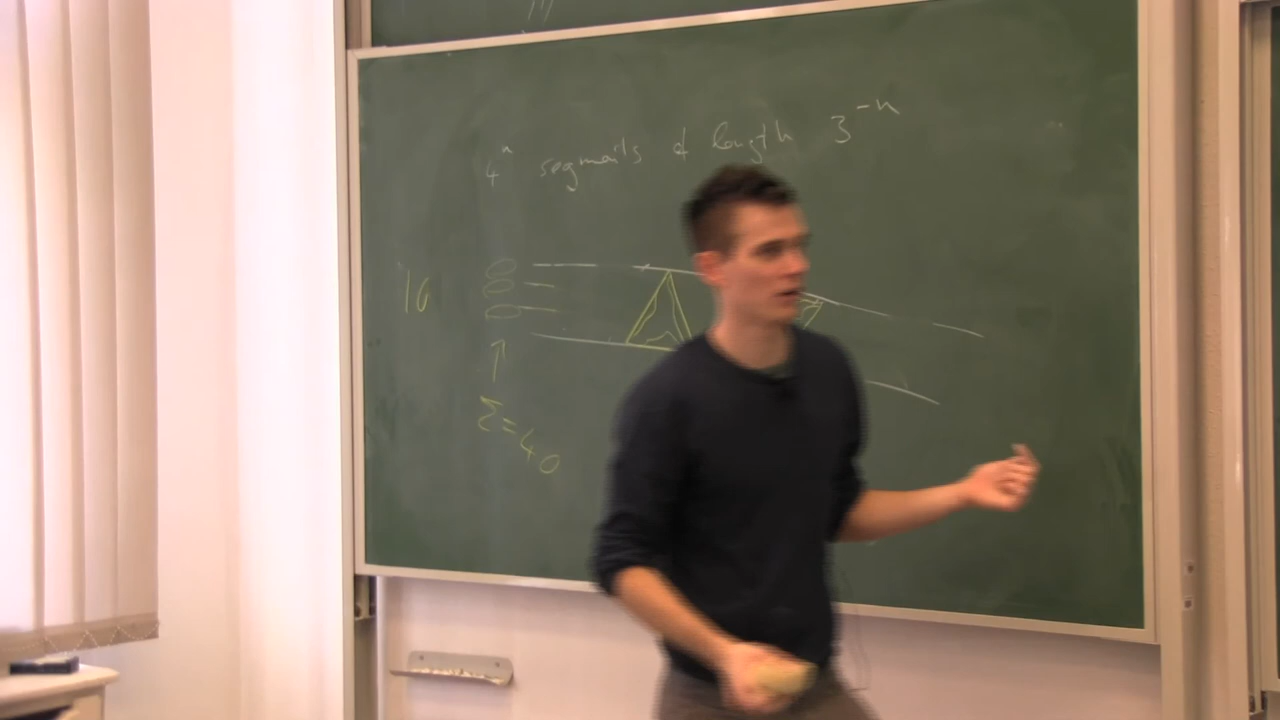 4^n segments of length 3^-n
16
Σ = 40